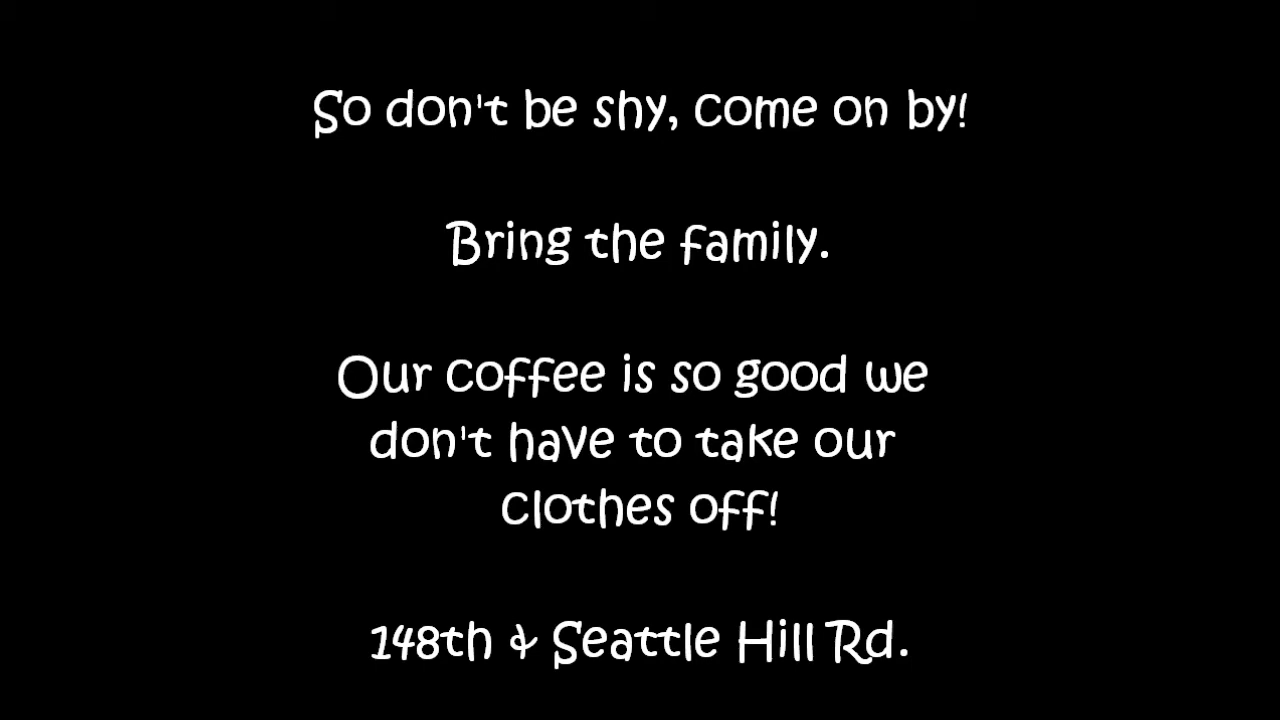 So don't be shy, come on by!
Bring the family.
Our coffee is so good we
don't have to take our
clothes off!
148th & Seattle Hill Rd.